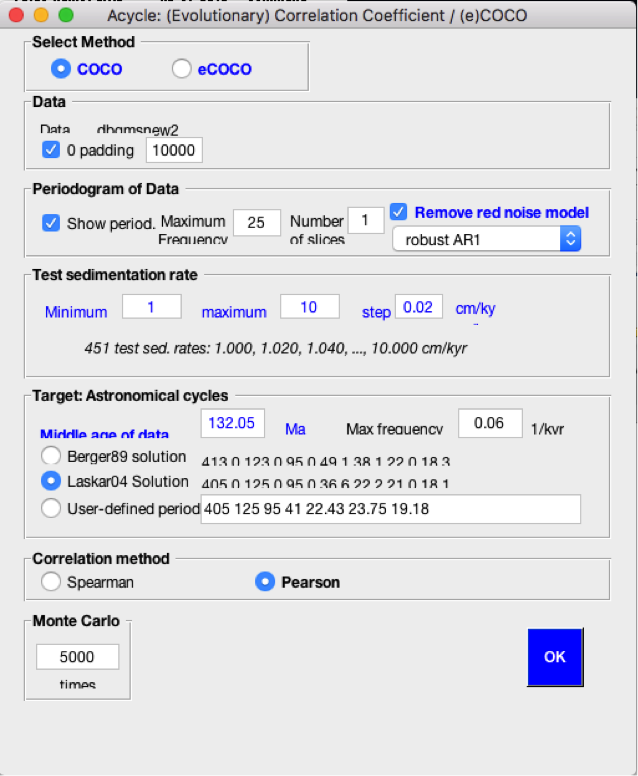 Acycle: (Evolutionary) Correlation Coefficient / (e)COCO
Select Method
COCO eCOCO
Data
Data dbqmsnew2
0 padding 10000
Periodogram of Data
Show period. Maximum Frequency 25 Number of slices 1 Remove red noise model
robust AR1
Test sedimentation rate
Minimum 1 maximum 10 step 0.02 cm/ky
451 test sed. rates: 1.000, 1.020, 1.040, ..., 10.000 cm/kyr
Target: Astronomical cycles
Middle age of data 132.05 Ma Max frequency 0.06 1/kyr
Berger89 solution 413.0 123.0 95.0 49.1 38.1 22.0 18.3
Laskar04 Solution 405.0 125.0 95.0 36.6 22.2 21.0 18.1
User-defined period 405 125 95 41 22.43 23.75 19.18
Correlation method
Spearman Pearson
Monte Carlo
5000
times
OK